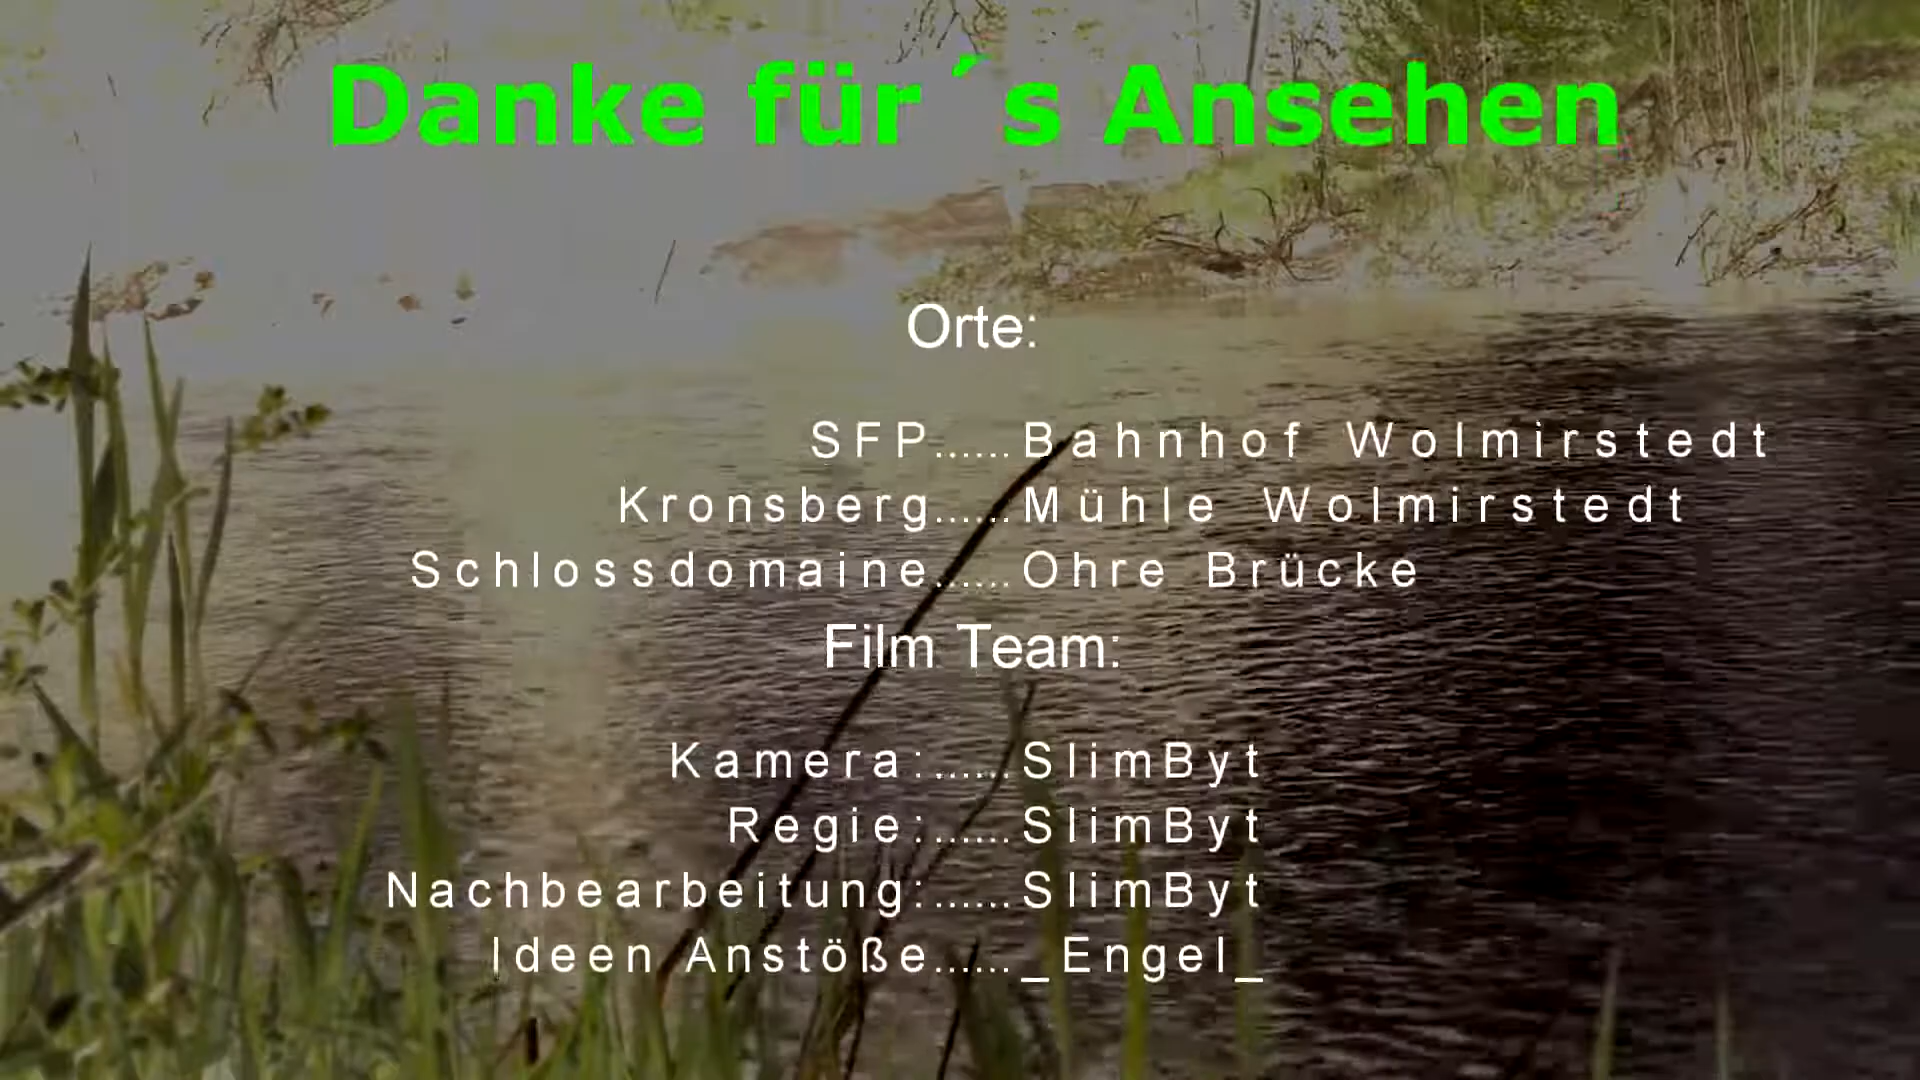 Danke für´s Ansehen
Orte:
SFP......Bahnhof Wolmirstedt
Kronsberg......Mühle Wolmirstedt
Schlossdomaine......Ohre Brücke
Film Team:
Kamera:......SlimByt
Regie:......SlimByt
Nachbearbeitung:......SlimByt
Ideen Anstöße......_Engel_